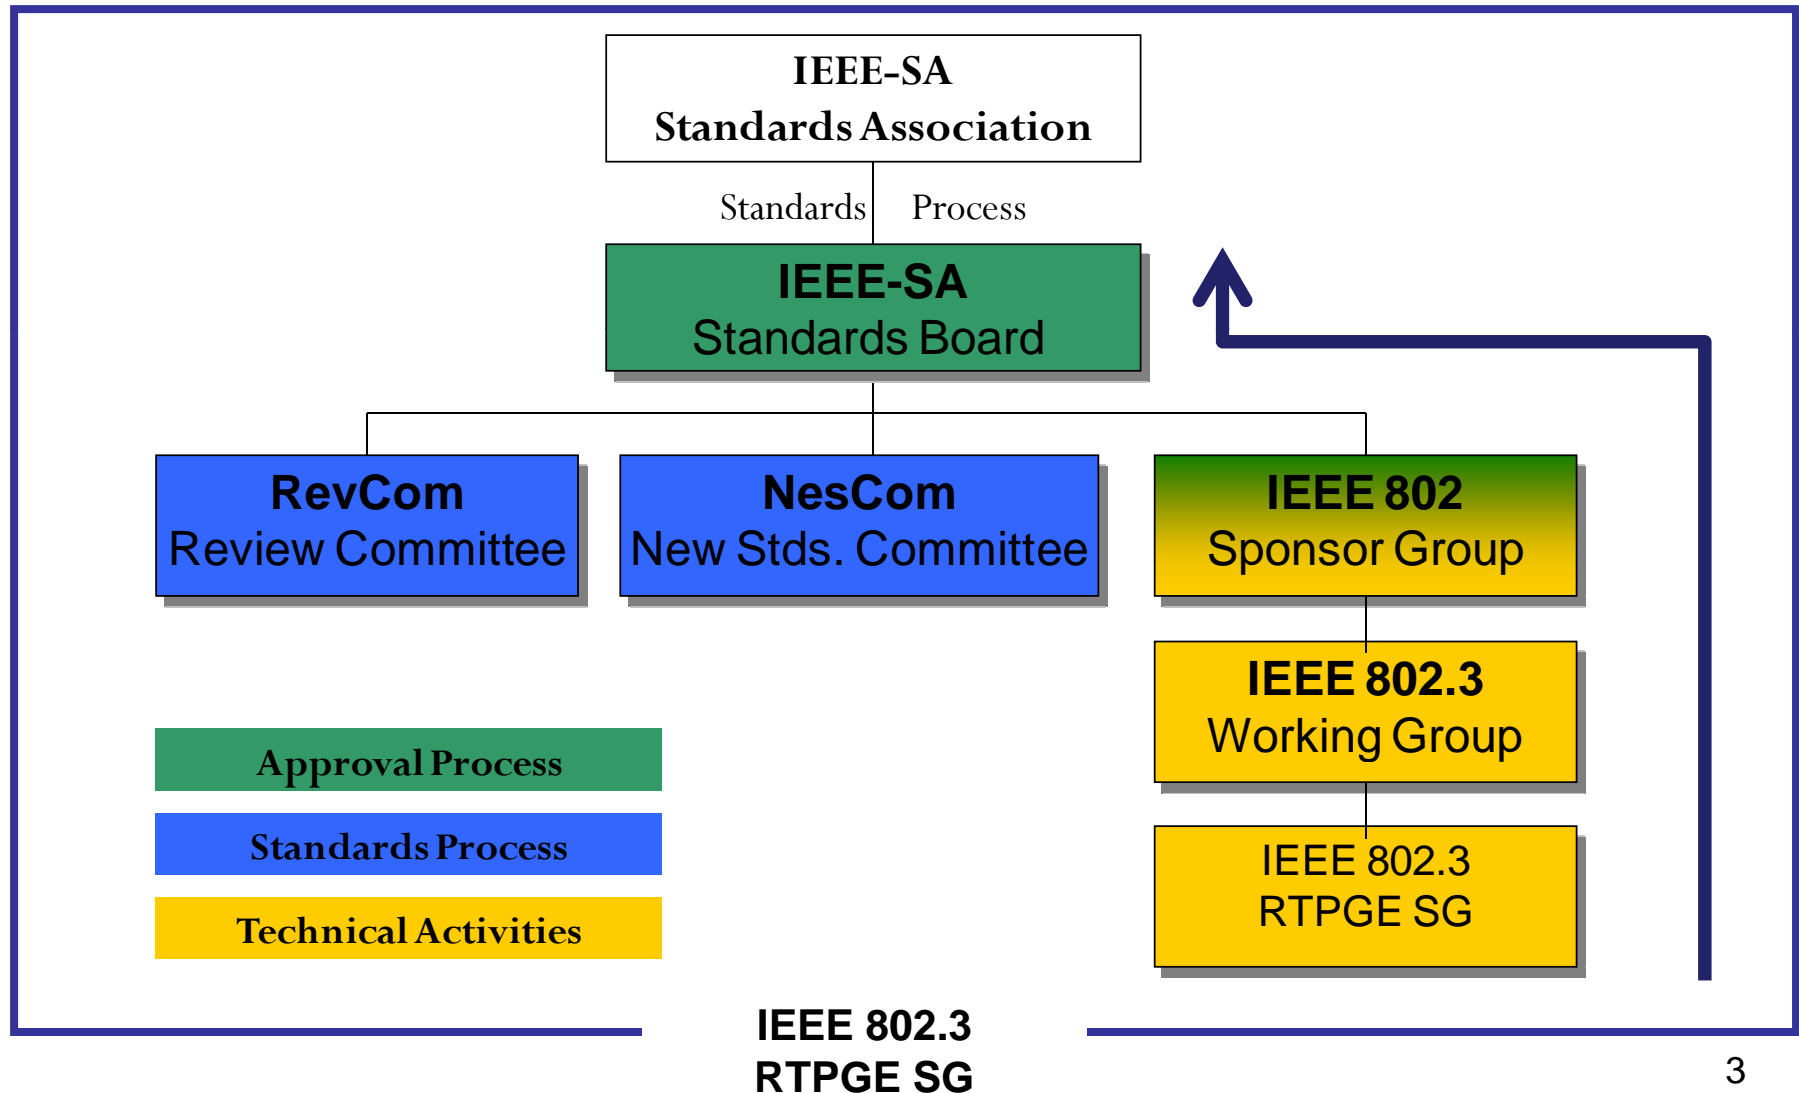 IEEE-SA
Standards Association
Standards Process
IEEE-SA
Standards Board
RevCom
Review Committee
NesCom
New Stds. Committee
IEEE 802
Sponsor Group
IEEE 802.3
Working Group
IEEE 802.3
RTPGE SG
Approval Process
Standards Process
Technical Activities
IEEE 802.3
RTPGE SG
3